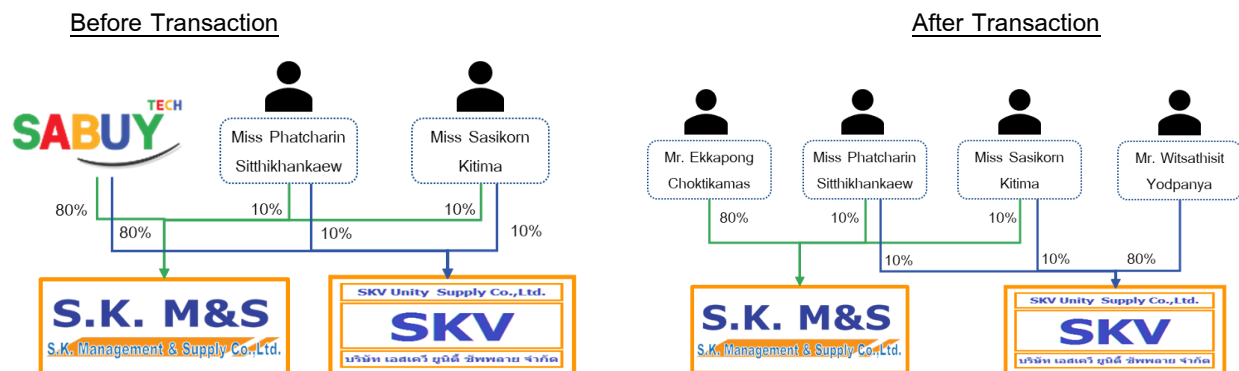 Before Transaction
SABUY TECH
Miss Phatcharin
Sitthikhankaew
Miss Sasikorn
Kitima
80%
10%
10%
80%
10%
10%
S.K. M&S
S.K. Management & Supply Co.,Ltd.
SKV Unity Supply Co.,Ltd.
SKV
บริษัท เอสเควี ยูนิตี้ ซัพพลาย จำกัด
After Transaction
Mr. Ekkapong
Choktikamas
Miss Phatcharin
Sitthikhankaew
Miss Sasikorn
Kitima
Mr. Witsathisit
Yodpanya
80%
10%
10%
10%
10%
80%
S.K. M&S
S.K. Management & Supply Co.,Ltd.
SKV Unity Supply Co.,Ltd.
SKV
บริษัท เอสเควี ยูนิตี้ ซัพพลาย จำกัด